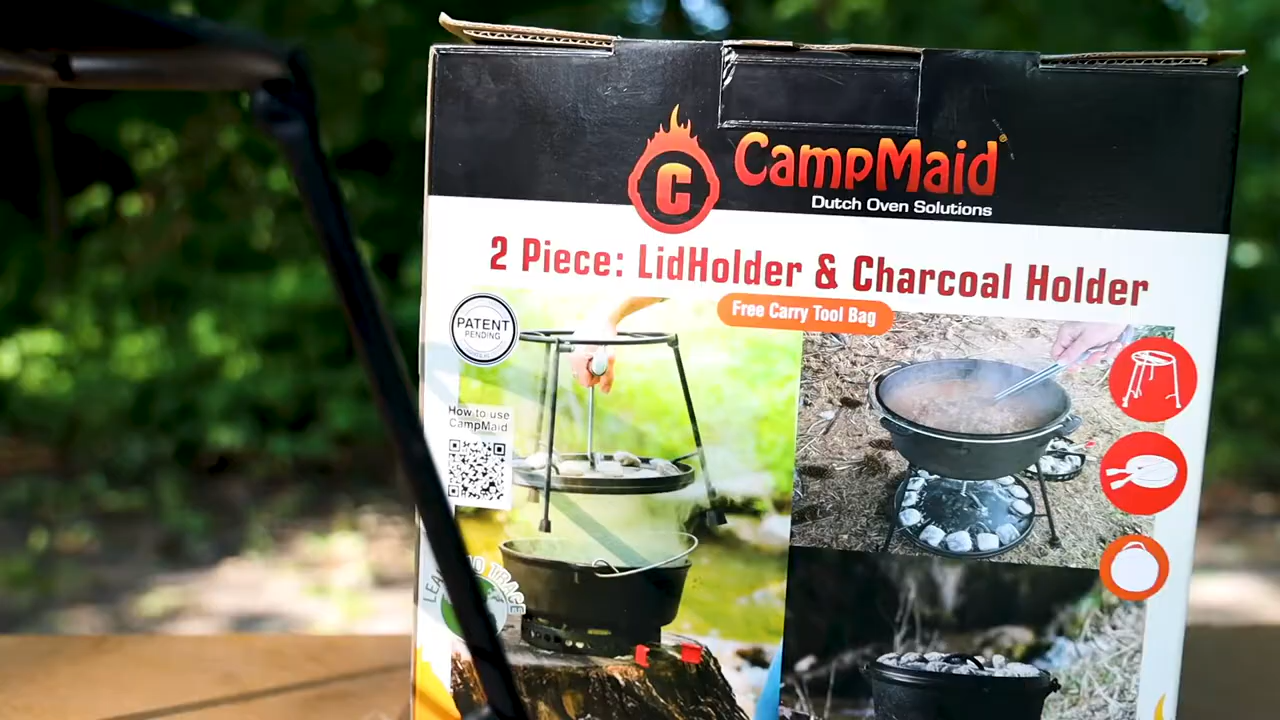 C
CampMaid
Dutch Oven Solutions
2 Piece: LidHolder & Charcoal Holder
Free Carry Tool Bag
PATENT
PENDING
How to use
CampMaid
TRACE